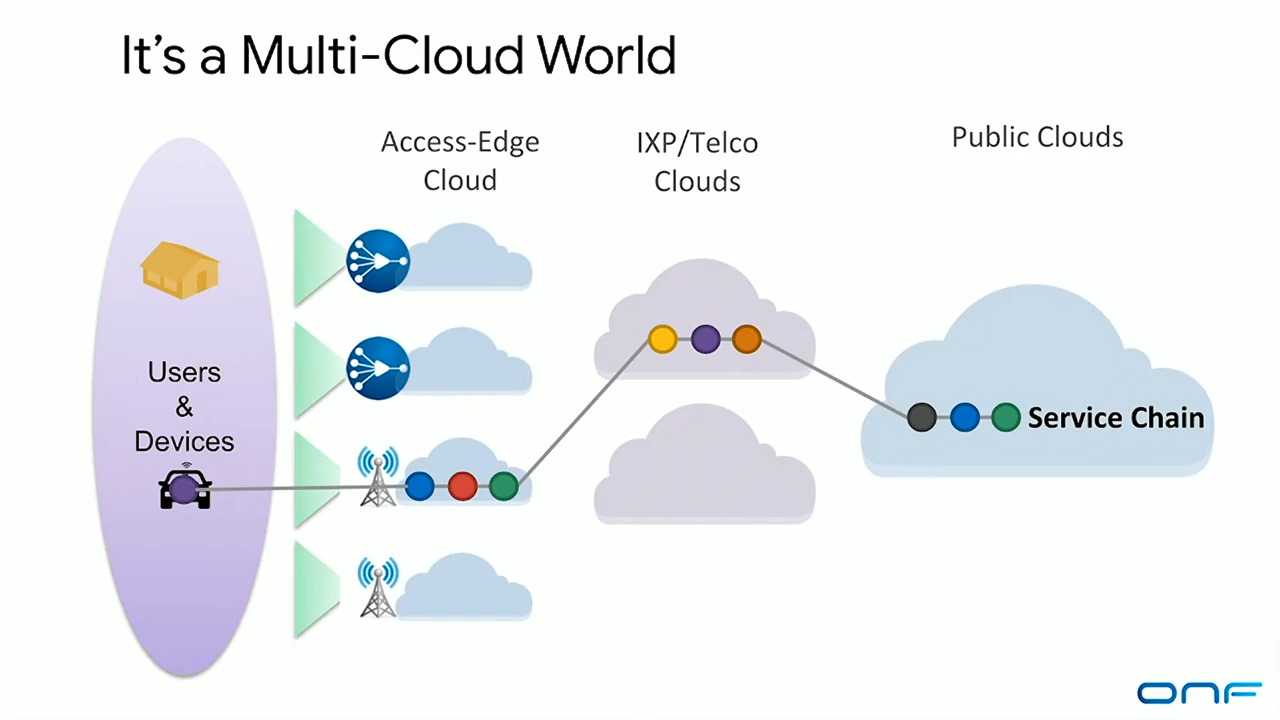 It's a Multi-Cloud World
Access-Edge
Cloud
IXP/Telco
Clouds
Public Clouds
Users
&
Devices
Service Chain
ONF